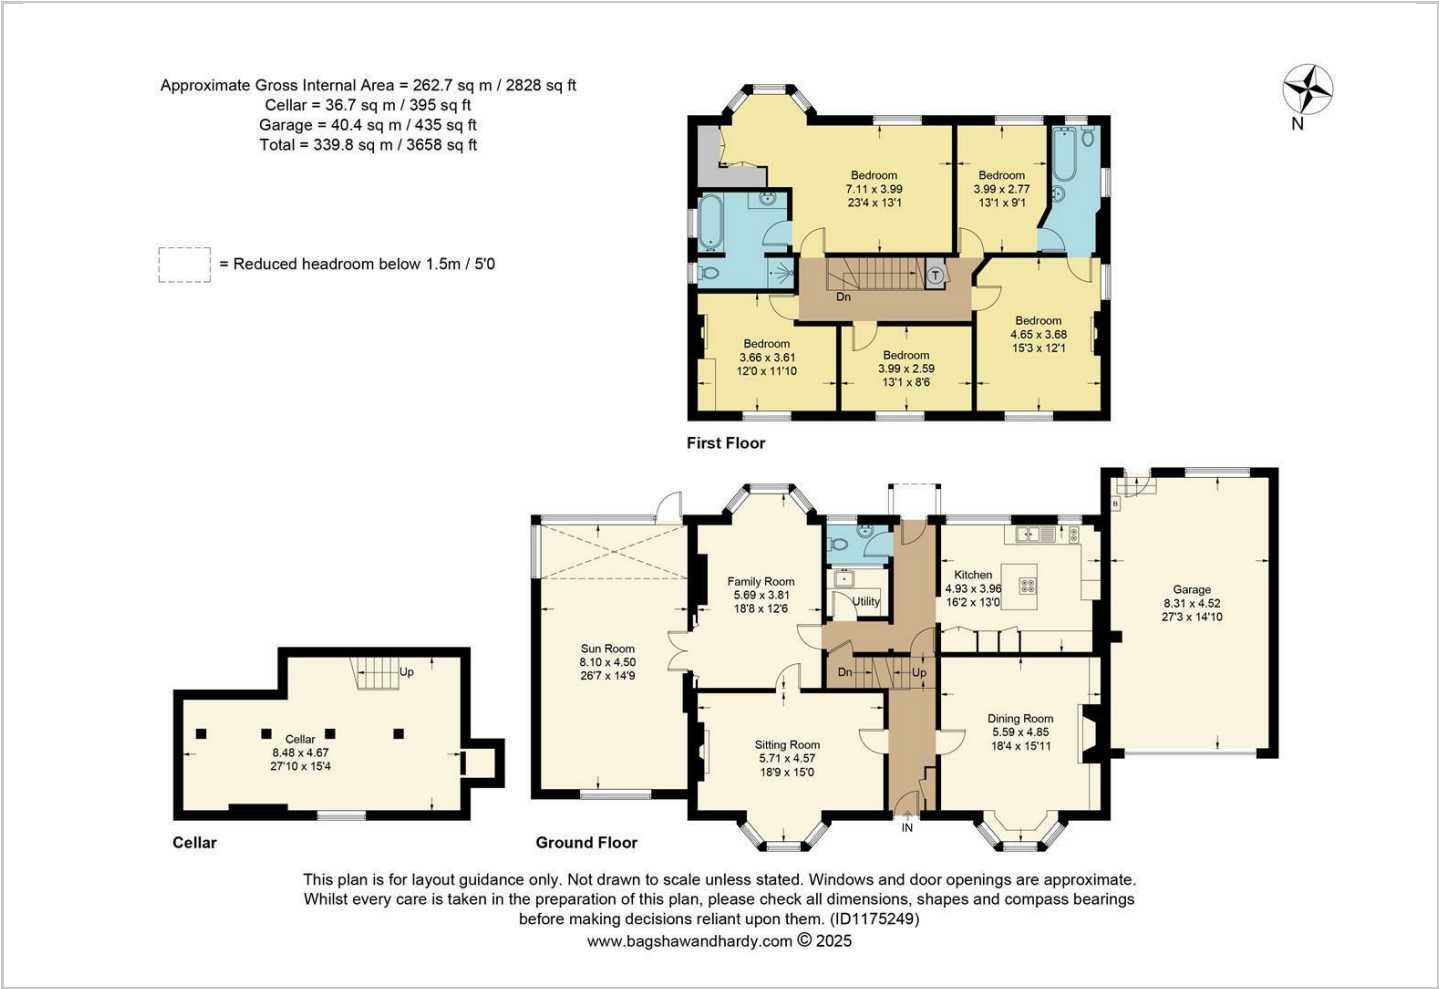 Approximate Gross Internal Area = 262.7 sq m / 2828 sq ft
Cellar = 36.7 sq m / 395 sq ft
Garage = 40.4 sq m / 435 sq ft
Total = 339.8 sq m / 3658 sq ft
N
= Reduced headroom below 1.5m / 5'0
Bedroom
7.11 x 3.99
23'4 x 13'1
Bedroom
3.99 x 2.77
13'1 x 9'1
T
Dn
Bedroom
4.65 x 3.68
15'3 x 12'1
Bedroom
3.66 x 3.61
12'0 x 11'10
Bedroom
3.99 x 2.59
13'1 x 8'6
First Floor
B
Family Room
5.69 x 3.81
18'8 x 12'6
Utility
Kitchen
4.93 x 3.96
16'2 x 13'0
Garage
8.31 x 4.52
27'3 x 14'10
Sun Room
8.10 x 4.50
26'7 x 14'9
Dn
Up
Sitting Room
5.71 x 4.57
18'9 x 15'0
Dining Room
5.59 x 4.85
18'4 x 15'11
IN
Up
Cellar
8.48 x 4.67
27'10 x 15'4
Cellar
Ground Floor
This plan is for layout guidance only. Not drawn to scale unless stated. Windows and door openings are approximate.
Whilst every care is taken in the preparation of this plan, please check all dimensions, shapes and compass bearings
before making decisions reliant upon them. (ID1175249)
www.bagshawandhardy.com © 2025